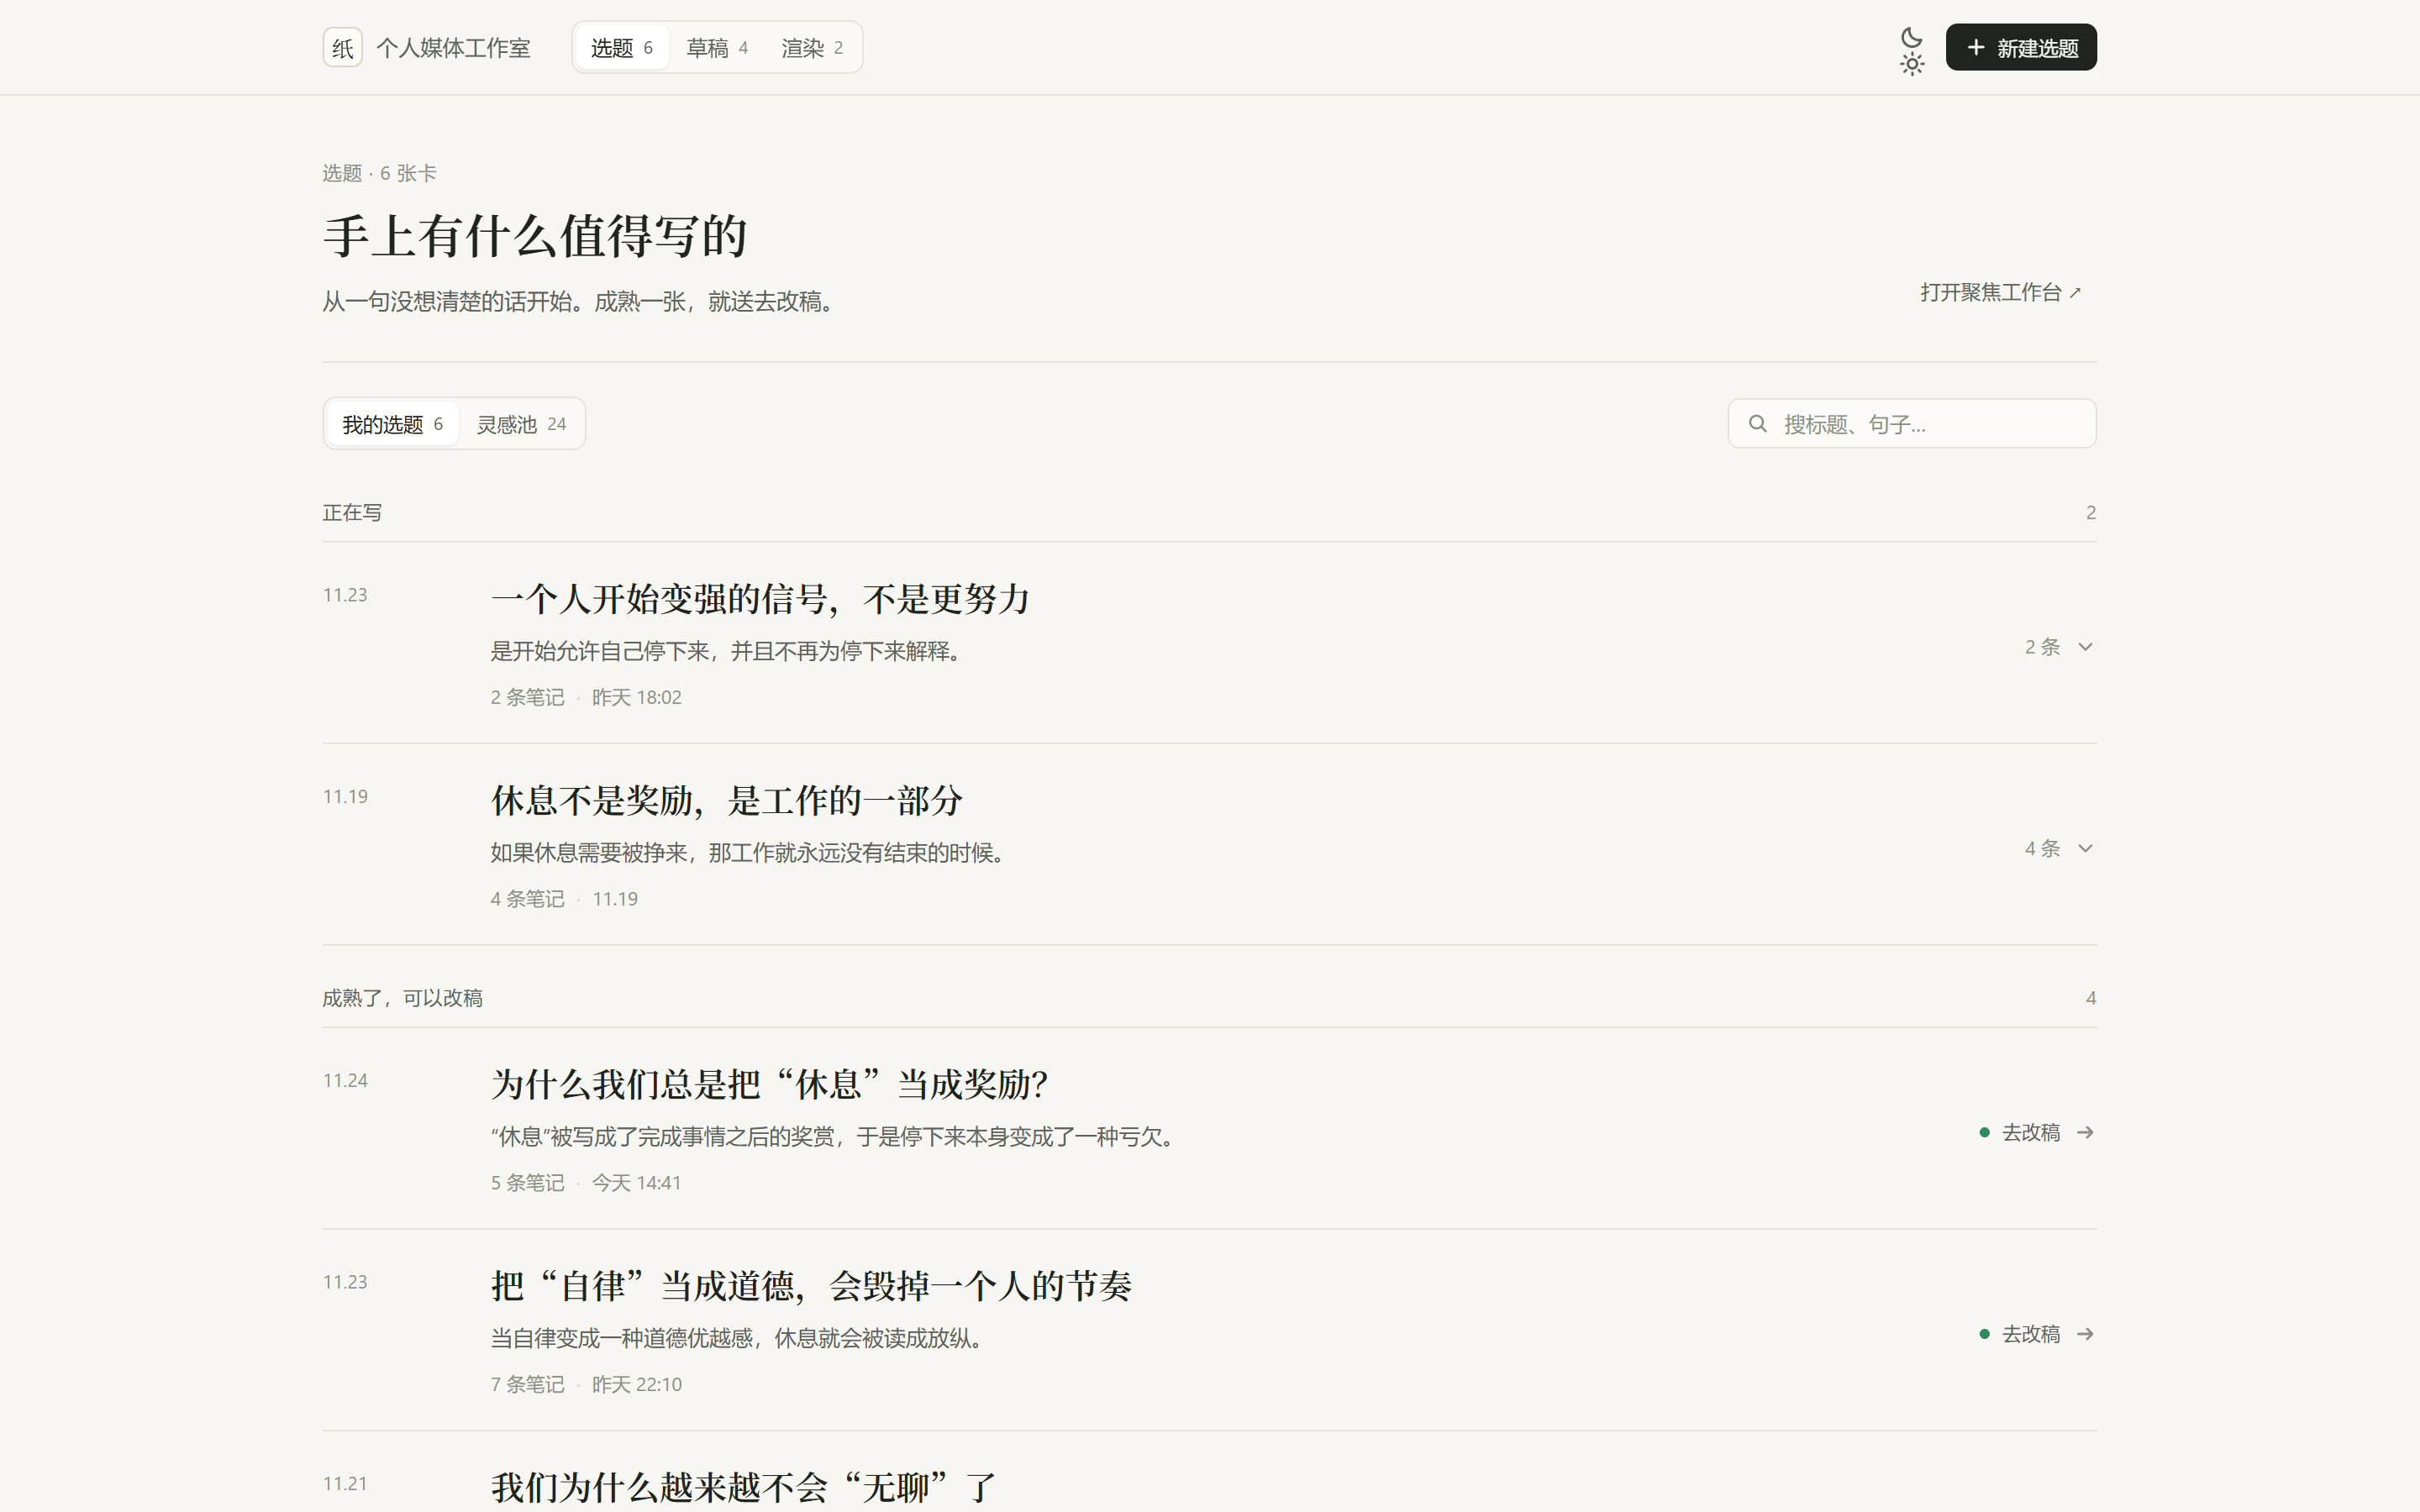 纸 个人媒体工作室 选题 6 草稿 4 渲染 2 新建选题
选题 · 6 张卡
手上有什么值得写的
从一句没想清楚的话开始。成熟一张，就送去改稿。
打开聚焦工作台 ↗
我的选题 6 灵感池 24 搜标题、句子...
正在写 2
11.23 一个人开始变强的信号，不是更努力
是开始允许自己停下来，并且不再为停下来解释。
2 条
2 条笔记 · 昨天 18:02
11.19 休息不是奖励，是工作的一部分
如果休息需要被挣来，那工作就永远没有结束的时候。
4 条
4 条笔记 · 11.19
成熟了，可以改稿 4
11.24 为什么我们总是把“休息”当成奖励？
“休息”被写成了完成事情之后的奖赏，于是停下来本身变成了一种亏欠。
去改稿 →
5 条笔记 · 今天 14:41
11.23 把“自律”当成道德，会毁掉一个人的节奏
当自律变成一种道德优越感，休息就会被读成放纵。
去改稿 →
7 条笔记 · 昨天 22:10
11.21 我们为什么越来越不会“无聊”了